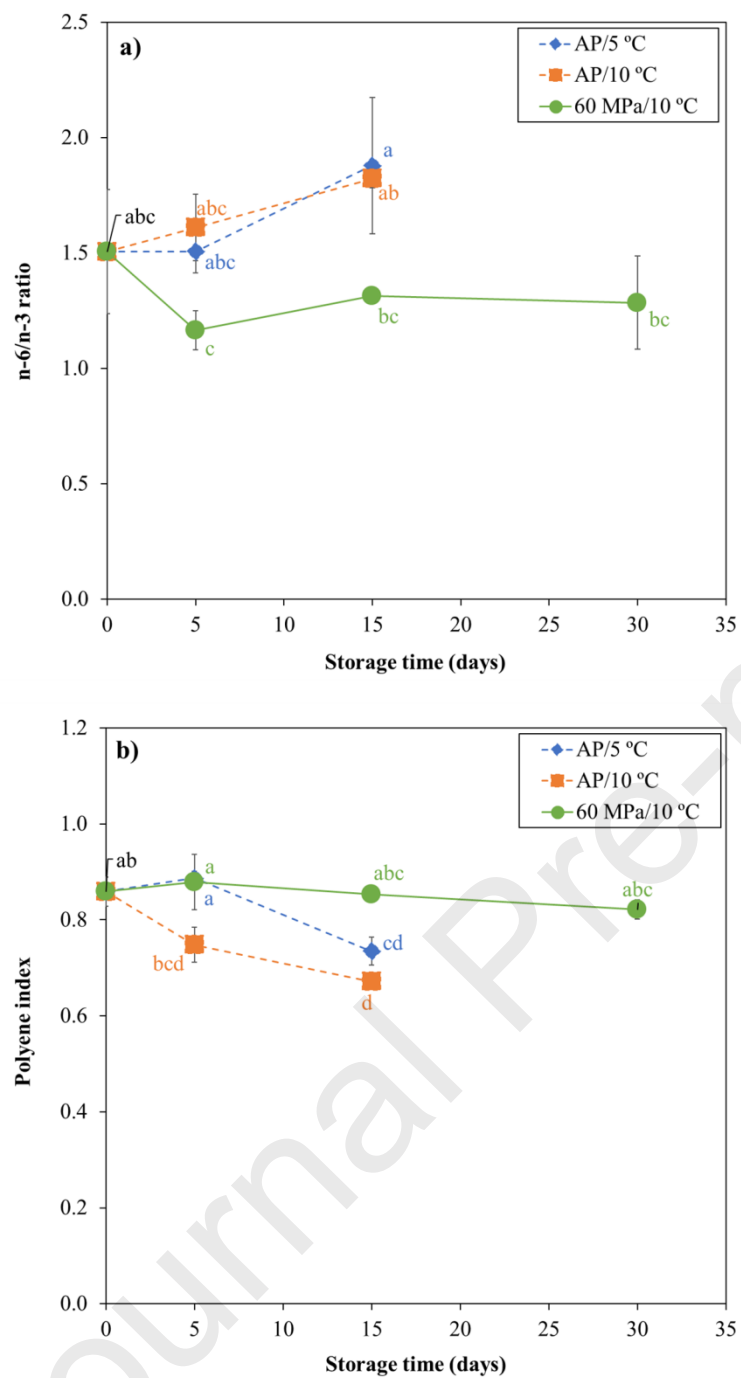 a)
AP/5 ºC
AP/10 ºC
60 MPa/10 ºC
2.5
2.0
1.5
1.0
0.5
0.0
n-6/n-3 ratio
abc
abc
abc
c
a
ab
bc
bc
0 5 10 15 20 25 30 35
Storage time (days)
b)
AP/5 ºC
AP/10 ºC
60 MPa/10 ºC
1.2
1.0
0.8
0.6
0.4
0.2
0.0
Polyene index
ab
a
a
bcd
abc
cd
d
abc
0 5 10 15 20 25 30 35
Storage time (days)
ournal Pre-